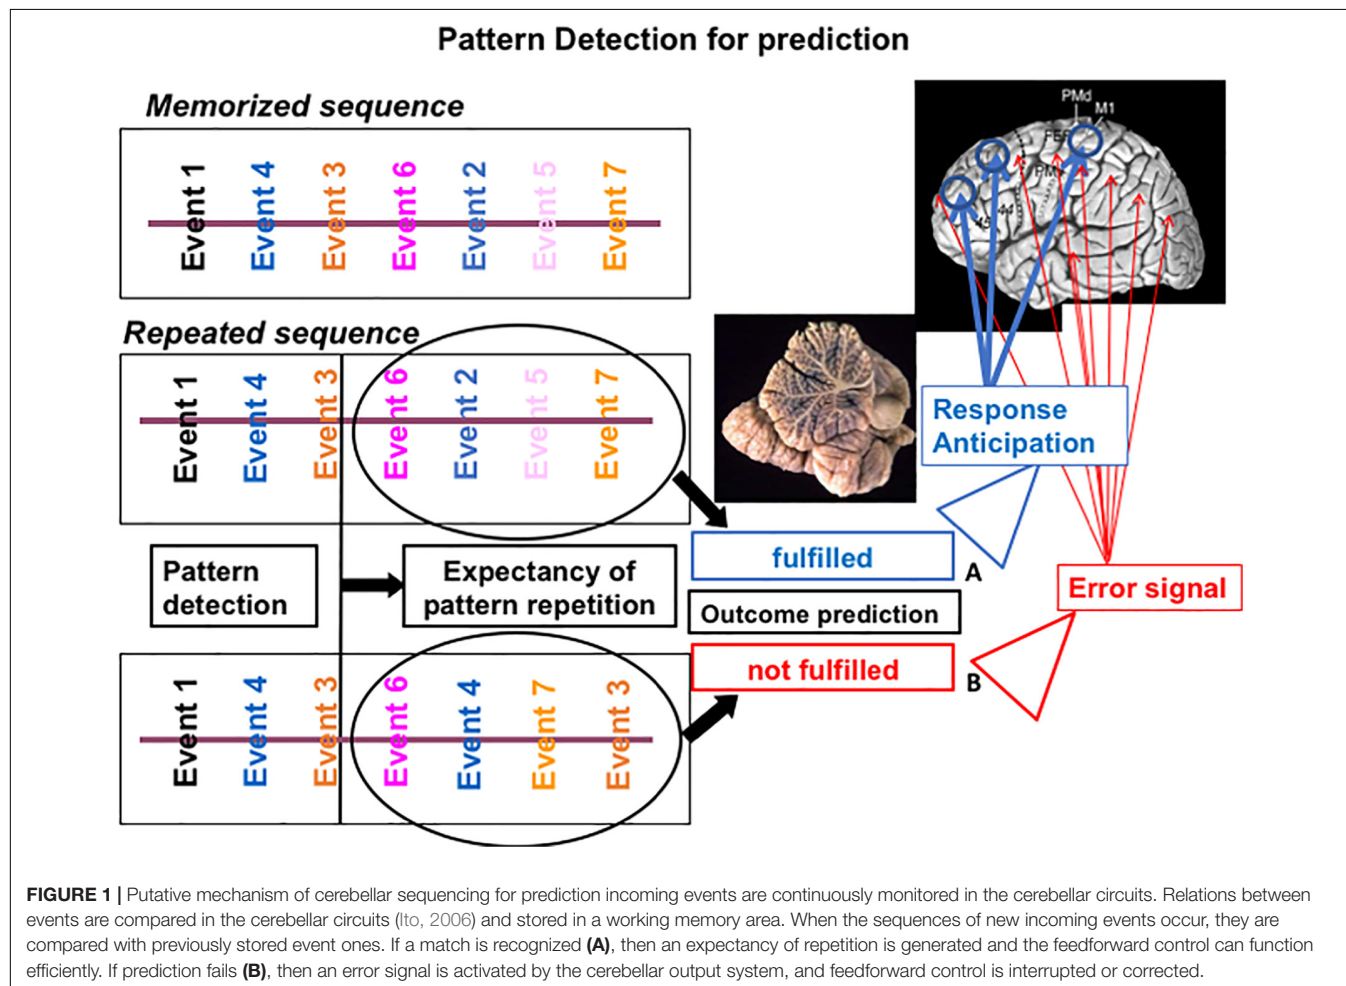 Pattern Detection for prediction
Memorized sequence
Event 1
Event 4
Event 3
Event 6
Event 2
Event 5
Event 7
PMd
M1
FEF
PMv
45
44
Repeated sequence
Event 1
Event 4
Event 3
Event 6
Event 2
Event 5
Event 7
Response
Anticipation
Pattern
detection
Expectancy of
pattern repetition
fulfilled
A
Outcome prediction
Error signal
not fulfilled
B
Event 1
Event 4
Event 3
Event 6
Event 4
Event 7
Event 3
FIGURE 1 | Putative mechanism of cerebellar sequencing for prediction incoming events are continuously monitored in the cerebellar circuits. Relations between
events are compared in the cerebellar circuits (Ito, 2006) and stored in a working memory area. When the sequences of new incoming events occur, they are
compared with previously stored event ones. If a match is recognized (A), then an expectancy of repetition is generated and the feedforward control can function
efficiently. If prediction fails (B), then an error signal is activated by the cerebellar output system, and feedforward control is interrupted or corrected.